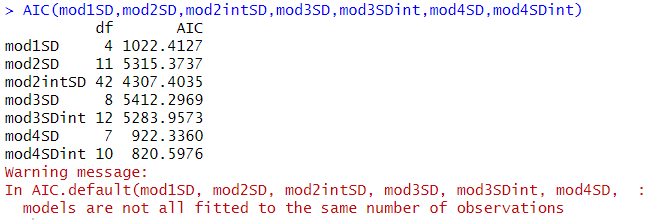 > AIC(mod1SD,mod2SD,mod2intSD,mod3SD,mod3SDint,mod4SD,mod4SDint)
          df       AIC
mod1SD     4 1022.4127
mod2SD    11 5315.3737
mod2intSD 42 4307.4035
mod3SD     8 5412.2969
mod3SDint 12 5283.9573
mod4SD     7  922.3360
mod4SDint 10  820.5976
Warning message:
In AIC.default(mod1SD, mod2SD, mod2intSD, mod3SD, mod3SDint, mod4SD,  :
  models are not all fitted to the same number of observations